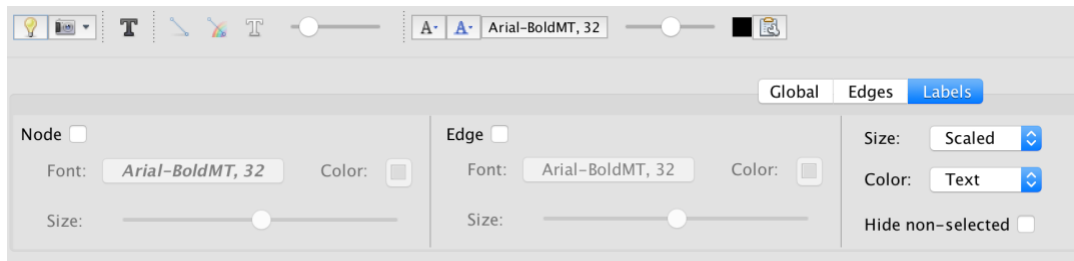 T T A- A- Arial-BoldMT, 32
Global Edges Labels
Node Edge Size: Scaled
Font: Arial-BoldMT, 32 Color: Font: Arial-BoldMT, 32 Color: Color: Text
Size: Size: Hide non-selected